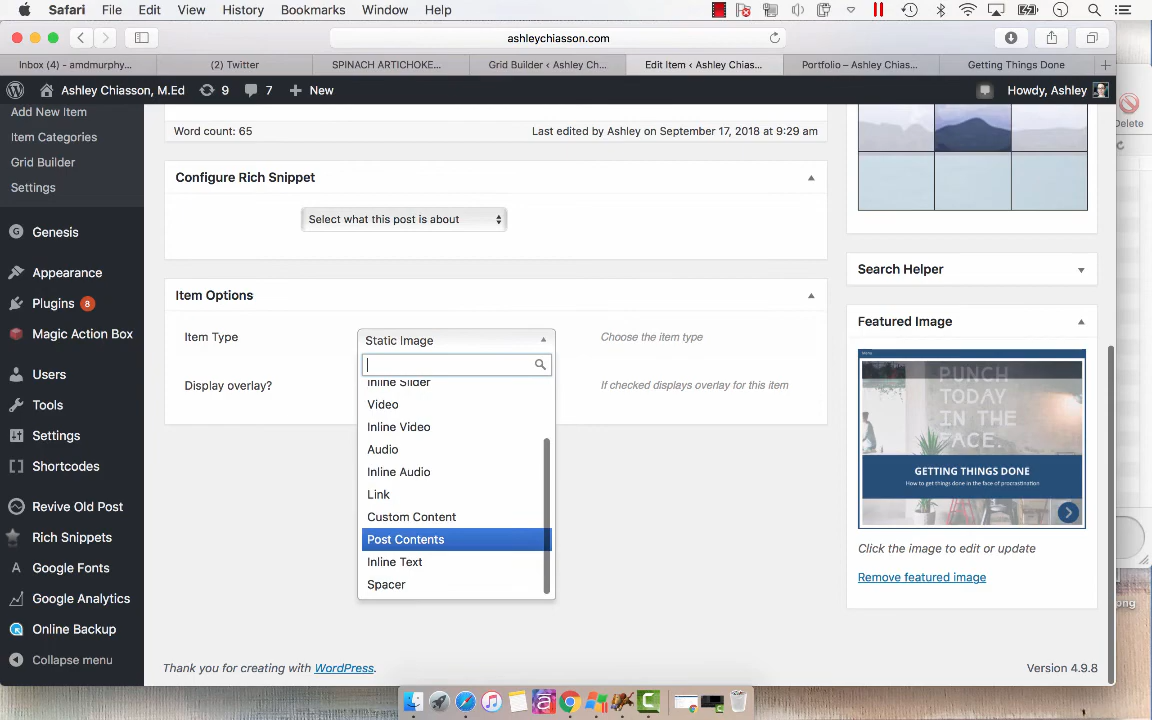 Safari File Edit View History Bookmarks Window Help
ashleychiasson.com
Inbox (4) - amdmurphy... (2) Twitter SPINACH ARTICHOKE... Grid Builder ‹ Ashley Ch... Edit Item ‹ Ashley Chias... Portfolio – Ashley Chias... Getting Things Done
Ashley Chiasson, M.Ed 9 7 New Howdy, Ashley
Add New Item
Item Categories
Grid Builder
Settings
Genesis
Appearance
Plugins 8
Magic Action Box
Users
Tools
Settings
Shortcodes
Revive Old Post
Rich Snippets
Google Fonts
Google Analytics
Online Backup
Collapse menu
Word count: 65 Last edited by Ashley on September 17, 2018 at 9:29 am
Configure Rich Snippet
Select what this post is about
Item Options
Item Type Static Image Choose the item type
Display overlay? If checked displays overlay for this item
Inline Slider
Video
Inline Video
Audio
Inline Audio
Link
Custom Content
Post Contents
Inline Text
Spacer
Search Helper
Featured Image
PUNCH
TODAY
IN THE
FACE.
GETTING THINGS DONE
How to get things done in the face of procrastination
Click the image to edit or update
Remove featured image
Thank you for creating with WordPress. Version 4.9.8
Delete
png